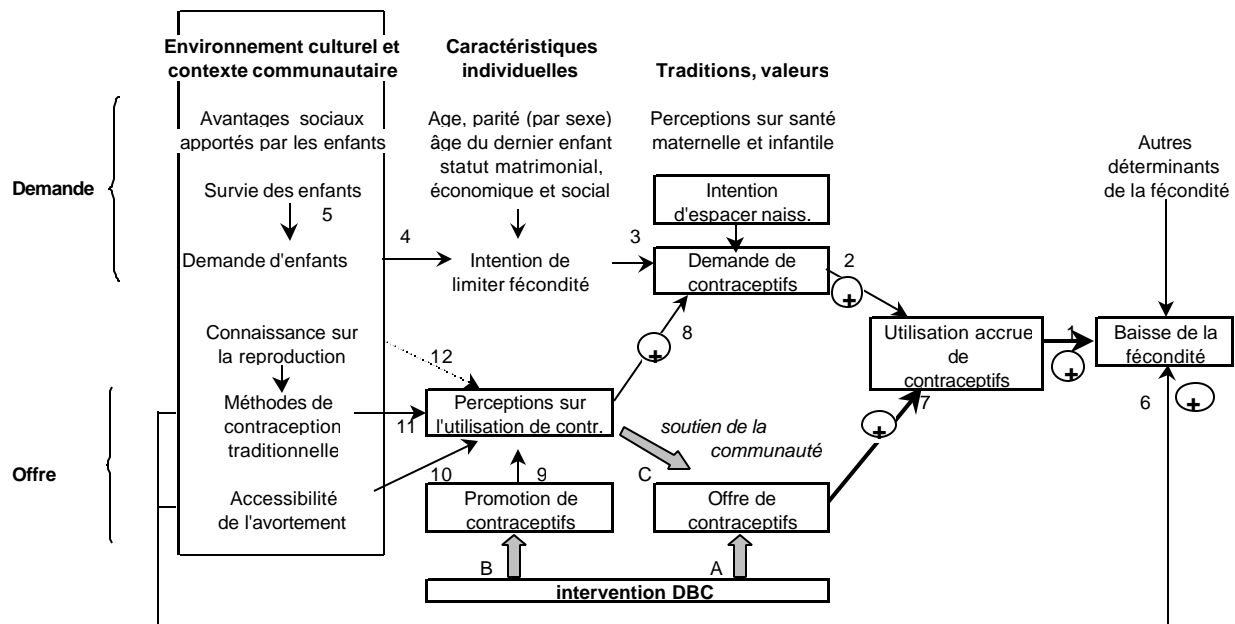 Environnement culturel et
contexte communautaire
Caractéristiques
individuelles
Traditions, valeurs
Demande
Avantages sociaux
apportés par les enfants
Survie des enfants
5
Demande d'enfants
4
Age, parité (par sexe)
âge du dernier enfant
statut matrimonial,
économique et social
Intention de
limiter fécondité
3
Perceptions sur santé
maternelle et infantile
Intention
d'espacer naiss.
Demande de
contraceptifs
2
+
Autres
déterminants
de la fécondité
Utilisation accrue
de
contraceptifs
1
+
Baisse de la
fécondité
6
+
7
+
8
+
Offre
Connaissance sur
la reproduction
12
Méthodes de
contraception
traditionnelle
11
Perceptions sur
l'utilisation de contr.
soutien de la
communauté
C
Accessibilité
de l'avortement
10
9
Promotion de
contraceptifs
Offre de
contraceptifs
B
A
intervention DBC